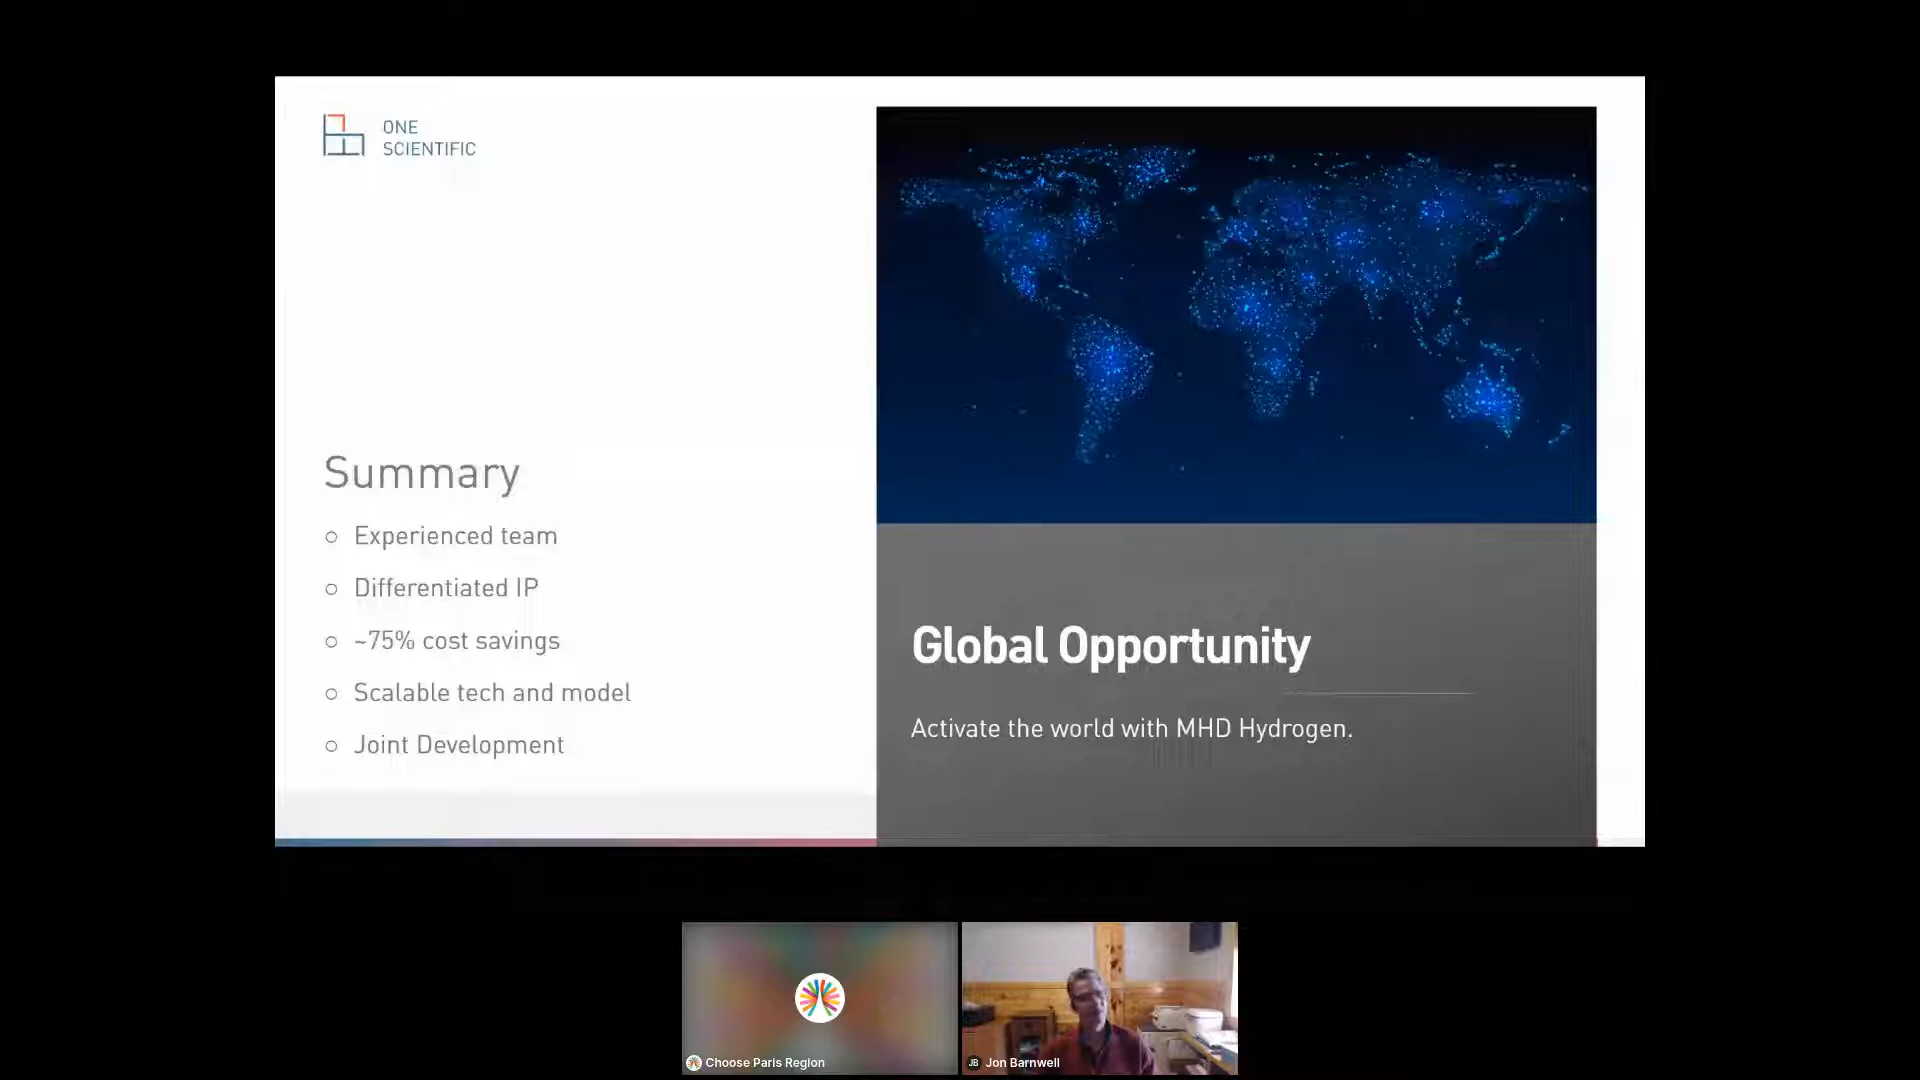 ONE
SCIENTIFIC
Summary
○ Experienced team
○ Differentiated IP
○ ~75% cost savings
○ Scalable tech and model
○ Joint Development
Global Opportunity
Activate the world with MHD Hydrogen.
Choose Paris Region
JB Jon Barnwell